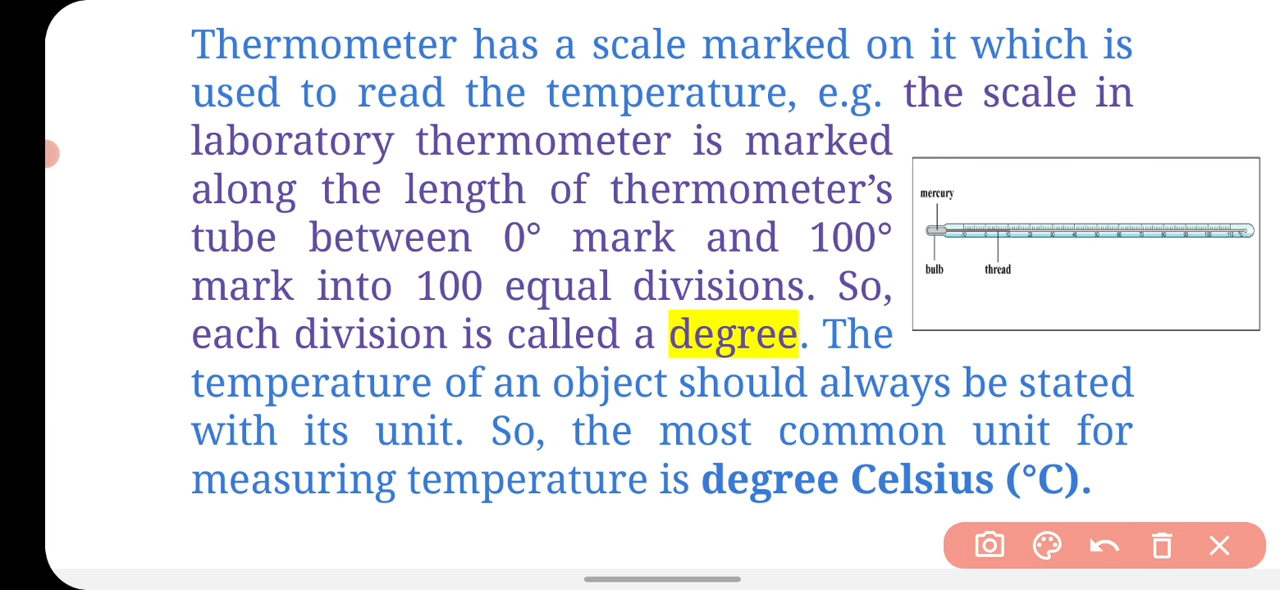 Thermometer has a scale marked on it which is
used to read the temperature, e.g. the scale in
laboratory thermometer is marked
along the length of thermometer's
tube between 0° mark and 100°
mark into 100 equal divisions. So,
each division is called a degree. The
temperature of an object should always be stated
with its unit. So, the most common unit for
measuring temperature is degree Celsius (°C).
mercury
bulb
thread